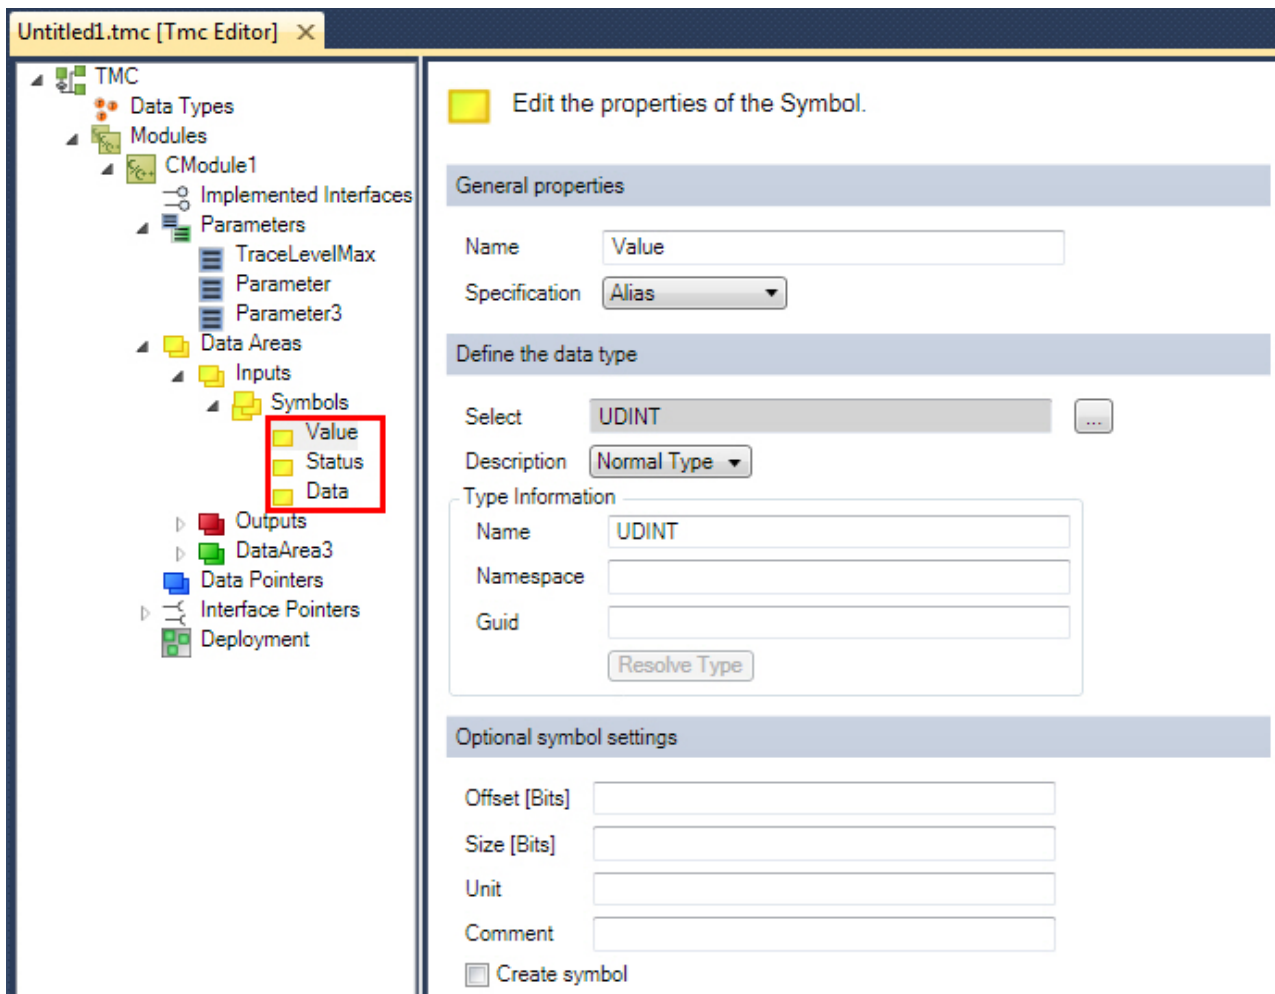 Untitled1.tmc [Tmc Editor]
TMC
Data Types
Modules
CModule1
Implemented Interfaces
Parameters
TraceLevelMax
Parameter
Parameter3
Data Areas
Inputs
Symbols
Value
Status
Data
Outputs
DataArea3
Data Pointers
Interface Pointers
Deployment
Edit the properties of the Symbol.
General properties
Name Value
Specification Alias
Define the data type
Select UDINT ...
Description Normal Type
Type Information
Name UDINT
Namespace
Guid
Resolve Type
Optional symbol settings
Offset [Bits]
Size [Bits]
Unit
Comment
Create symbol